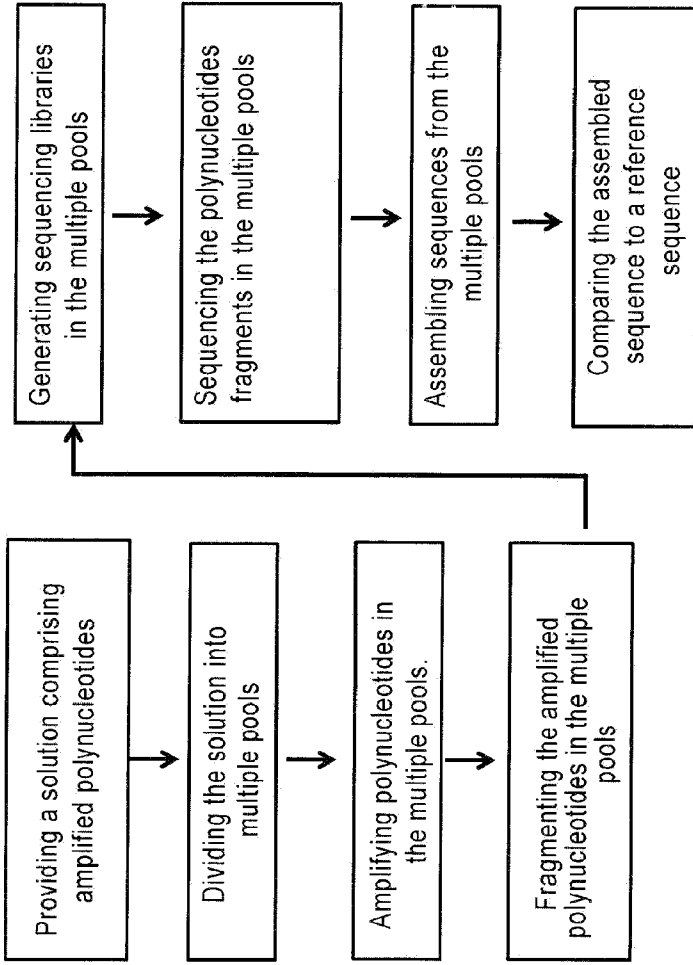 Providing a solution comprising
amplified polynucleotides
Dividing the solution into
multiple pools
Amplifying polynucleotides in
the multiple pools.
Fragmenting the amplified
polynucleotides in the multiple
pools
Generating sequencing libraries
in the multiple pools
Sequencing the polynucleotides
fragments in the multiple pools
Assembling sequences from the
multiple pools
Comparing the assembled
sequence to a reference
sequence